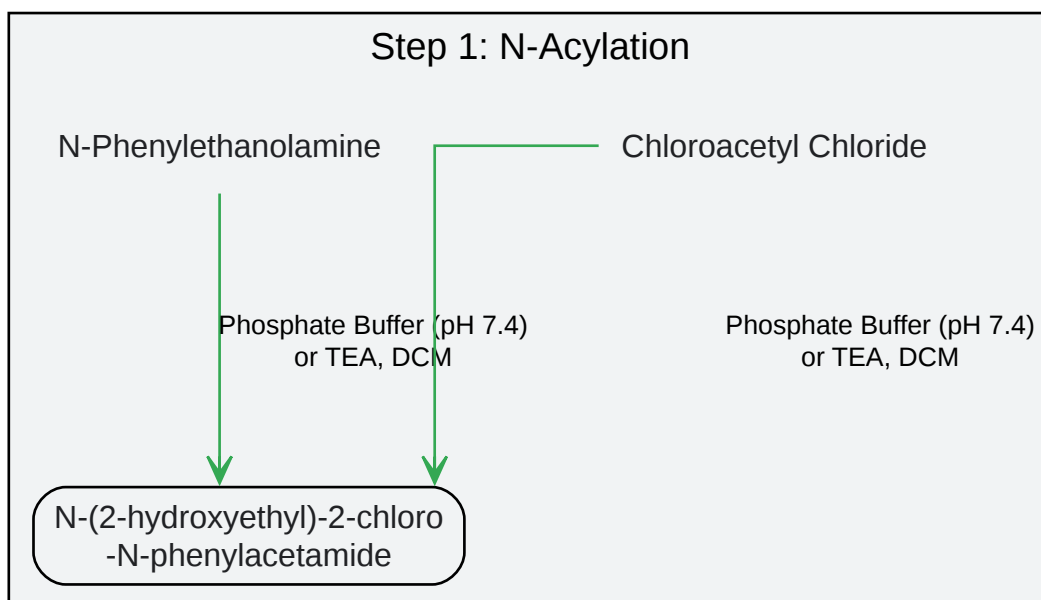 Step 1: N-Acylation
N-Phenylethanolamine
Chloroacetyl Chloride
Phosphate Buffer (pH 7.4)
or TEA, DCM
Phosphate Buffer (pH 7.4)
or TEA, DCM
N-(2-hydroxyethyl)-2-chloro
-N-phenylacetamide